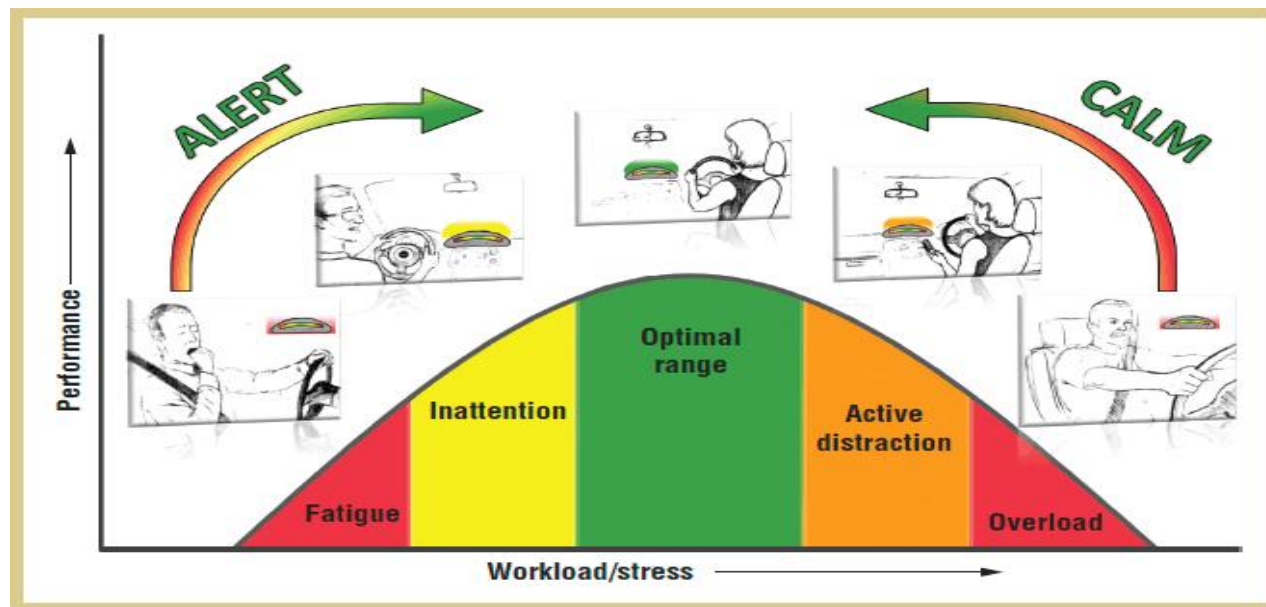 ALERT
CALM
Performance
Optimal
range
Inattention
Active
distraction
Fatigue
Overload
Workload/stress